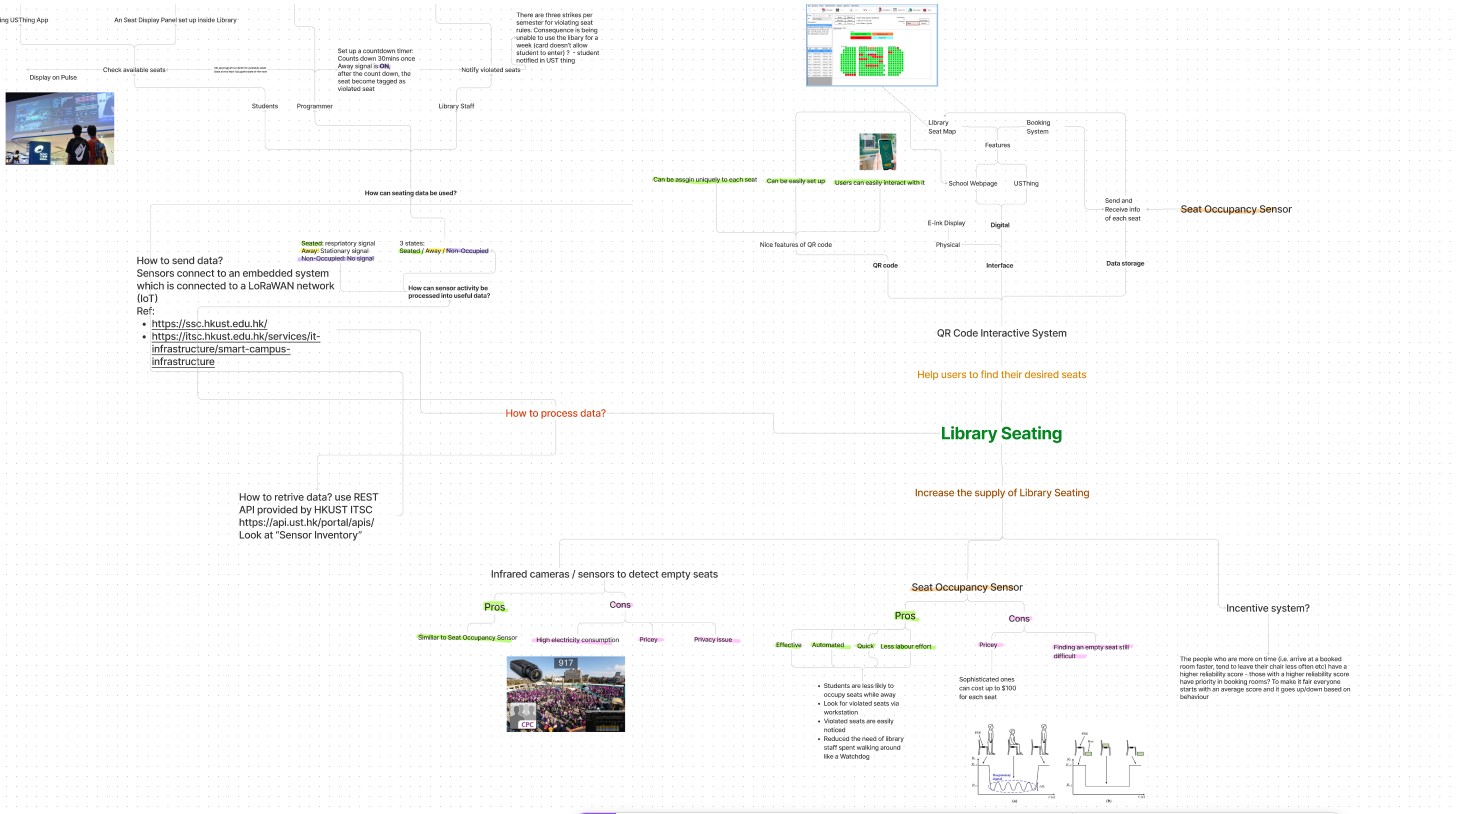 ing USThing App
An Seat Display Panel set up inside Library
There are three strikes per
semester for violating seat
rules. Consequence is being
unable to use the libary for a
week (card doesn't allow
student to enter) ? - student
notified in UST thing
Set up a countdown timer:
Counts down 30mins once
Away signal is ON,
after the count down, the
seat become tagged as
violated seat
Display on Pulse
Check available seats
Notify violated seats
Students
Programmer
Library Staff
How can seating data be used?
Seated: respriatory signal
Away: Stationary signal
Non-Occupied: No signal
3 states:
Seated / Away / Non-Occupied
How can sensor activity be
processed into useful data?
How to send data?
Sensors connect to an embedded system
which is connected to a LoRaWAN network
(IoT)
Ref:
• https://ssc.hkust.edu.hk/
• https://itsc.hkust.edu.hk/services/it-
infrastructure/smart-campus-
infrastructure
How to process data?
How to retrive data? use REST
API provided by HKUST ITSC
https://api.ust.hk/portal/apis/
Look at "Sensor Inventory"
Library
Seat Map
Booking
System
Features
School Webpage
USThing
Can be assgin uniquely to each seat
Can be easily set up
Users can easily interact with it
Send and
Receive info
of each seat
Seat Occupancy Sensor
E-ink Display
Digital
Nice features of QR code
Physical
QR code
Interface
Data storage
QR Code Interactive System
Help users to find their desired seats
Library Seating
Increase the supply of Library Seating
Infrared cameras / sensors to detect empty seats
Pros
Cons
Simillar to Seat Occupancy Sensor
High electricity consumption
Pricey
Privacy issue
917
CPC
Seat Occupancy Sensor
Pros
Cons
Effective
Automated
Quick
Less labour effort
Pricey
Finding an empty seat still
difficult
• Students are less likly to
occupy seats while away
• Look for violated seats via
workstation
• Violated seats are easily
noticed
• Reduced the need of library
staff spent walking around
like a Watchdog
Sophisticated ones
can cost up to $100
for each seat
(a)
(b)
Incentive system?
The people who are more on time (i.e. arrive at a booked
room faster, tend to leave their chair less often etc) have a
higher reliability score - those with a higher reliability score
have priority in booking rooms? To make it fair everyone
starts with an average score and it goes up/down based on
behaviour